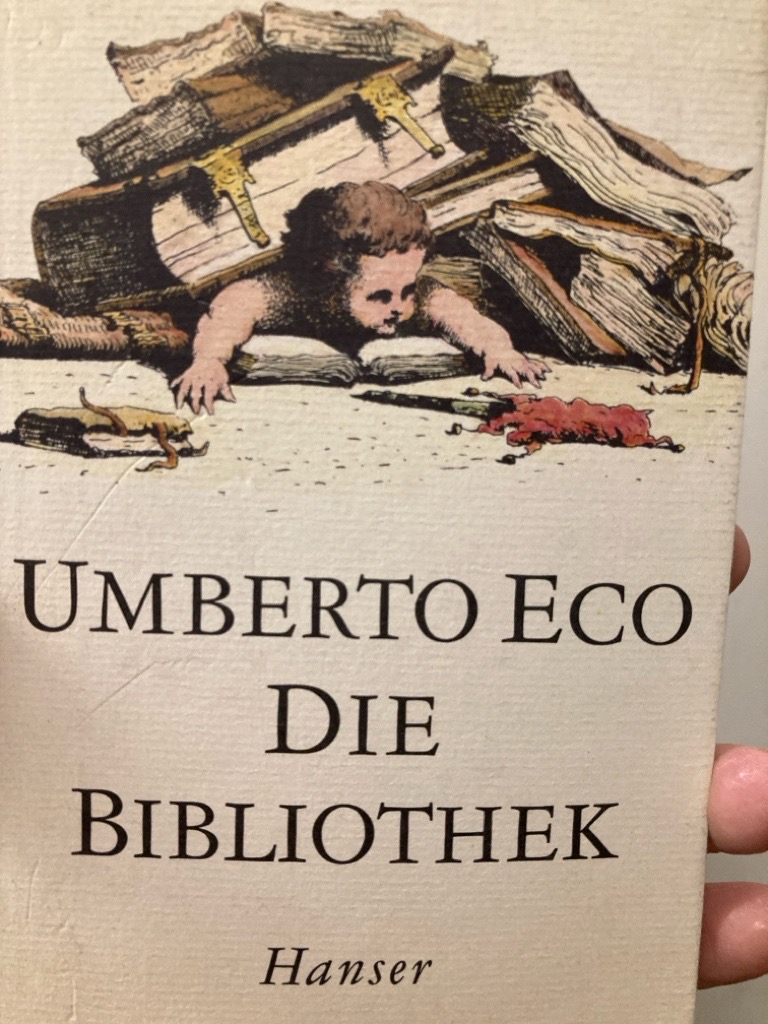 UMBERTO ECO
DIE
BIBLIOTHEK
Hanser